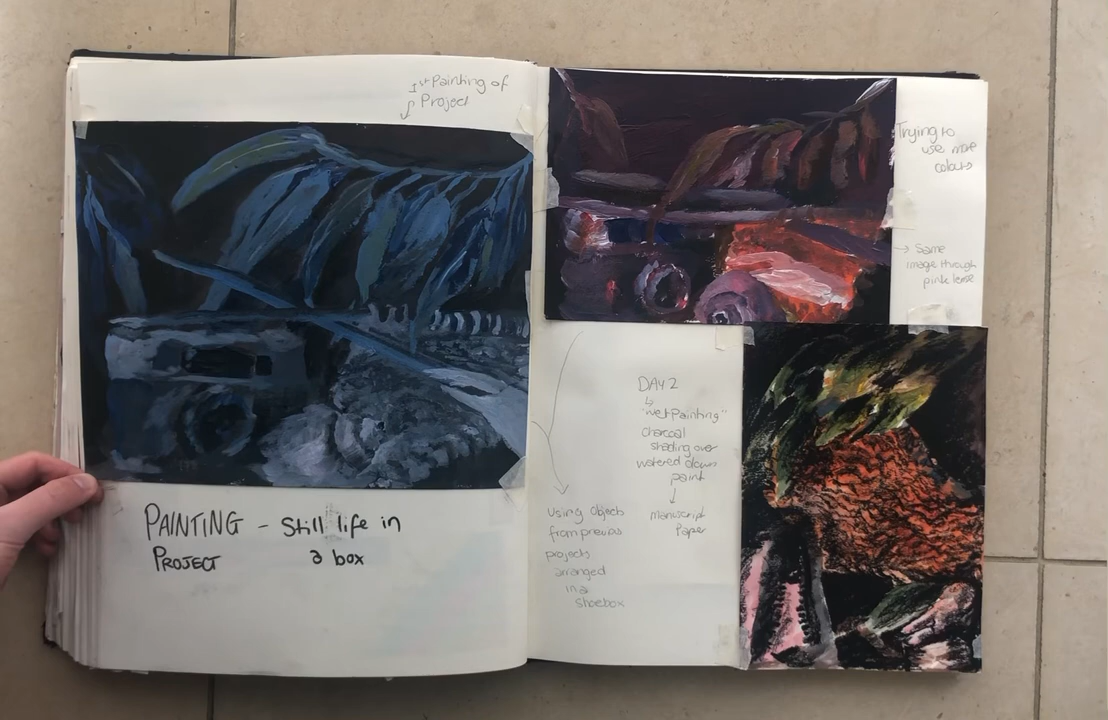 1st Painting of
Project
PAINTING - Still life in
PROJECT a box
Trying to
use more
colours
→ Same
image through
pink lense
DAY 2
"Wet Painting"
charcoal
shading over
watered down
paint
manuscript
Paper
Using Objects
from previous
projects
arranged
in a
shoebox